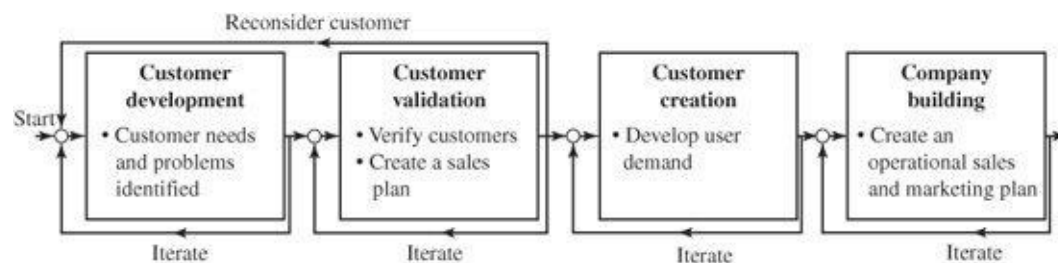 Reconsider customer
Start
Customer
development
• Customer needs
and problems
identified
Iterate
Customer
validation
• Verify customers
• Create a sales
plan
Iterate
Customer
creation
• Develop user
demand
Iterate
Company
building
• Create an
operational sales
and marketing plan
Iterate